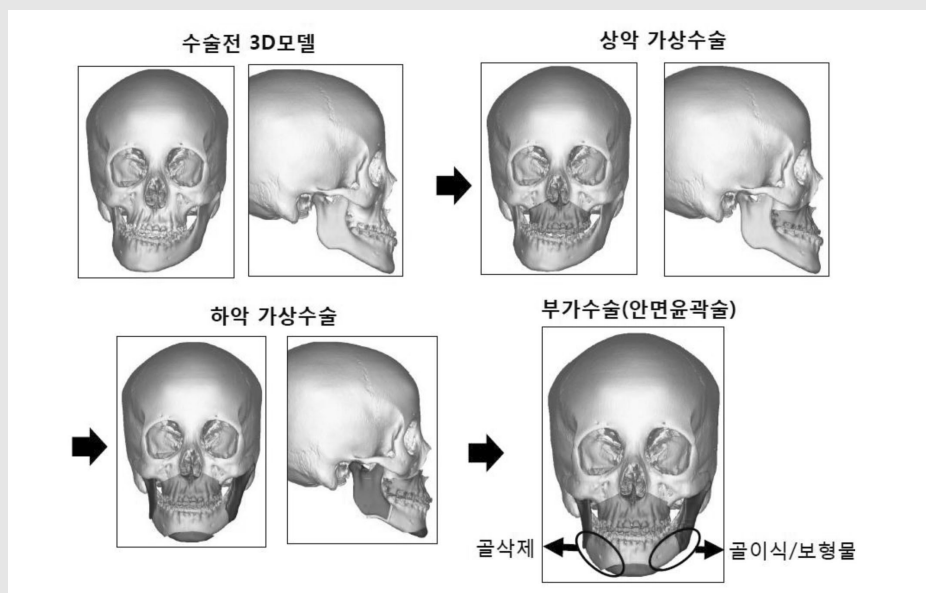 수술전 3D모델
상악 가상수술
하악 가상수술
부가수술(안면윤곽술)
골삭제
골이식/보형물